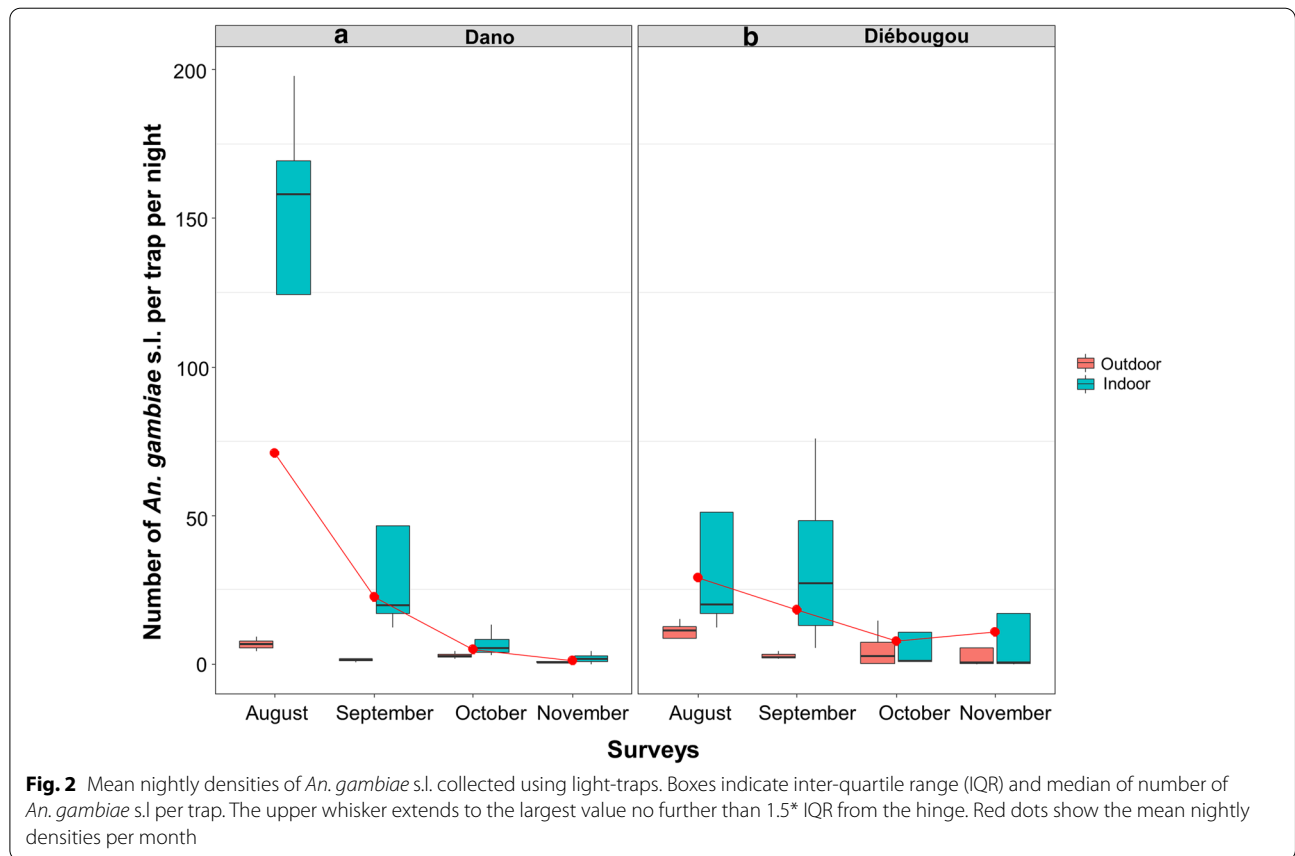 a Dano
b Diébougou
Number of An. gambiae s.l. per trap per night
200
150
100
50
0
August September October November
August September October November
Surveys
Outdoor
Indoor
Fig. 2 Mean nightly densities of An. gambiae s.l. collected using light-traps. Boxes indicate inter-quartile range (IQR) and median of number of
An. gambiae s.l per trap. The upper whisker extends to the largest value no further than 1.5* IQR from the hinge. Red dots show the mean nightly
densities per month